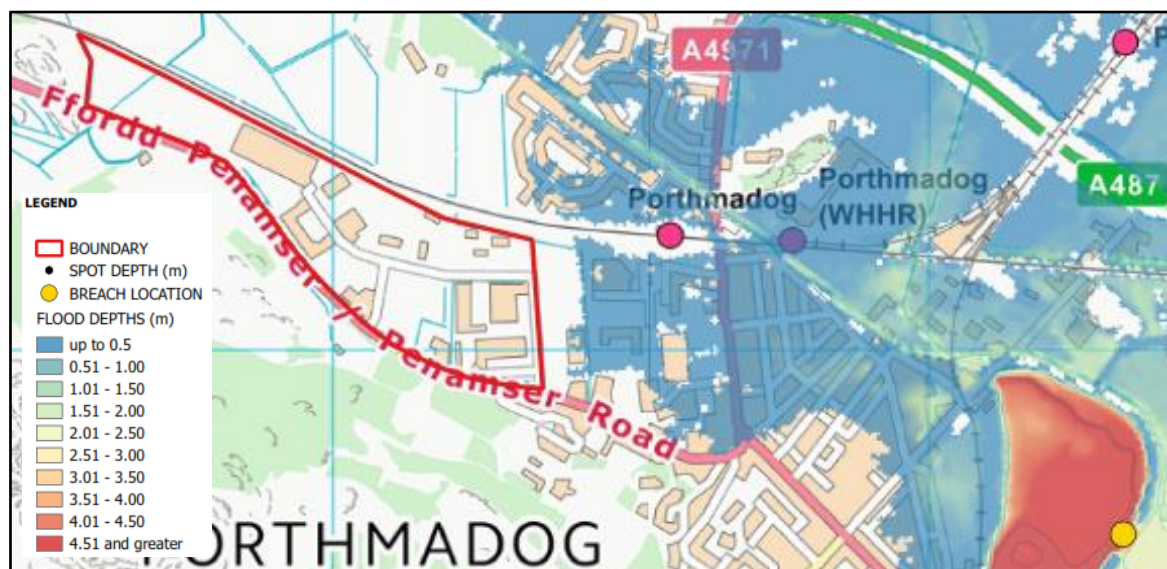 A4971
P
Ffordd Penamser / Penamser Road
Porthmadog
Porthmadog
(WHHR)
A487
LEGEND
BOUNDARY
SPOT DEPTH (m)
BREACH LOCATION
FLOOD DEPTHS (m)
up to 0.5
0.51 - 1.00
1.01 - 1.50
1.51 - 2.00
2.01 - 2.50
2.51 - 3.00
3.01 - 3.50
3.51 - 4.00
4.01 - 4.50
4.51 and greater
PORTHMADOG